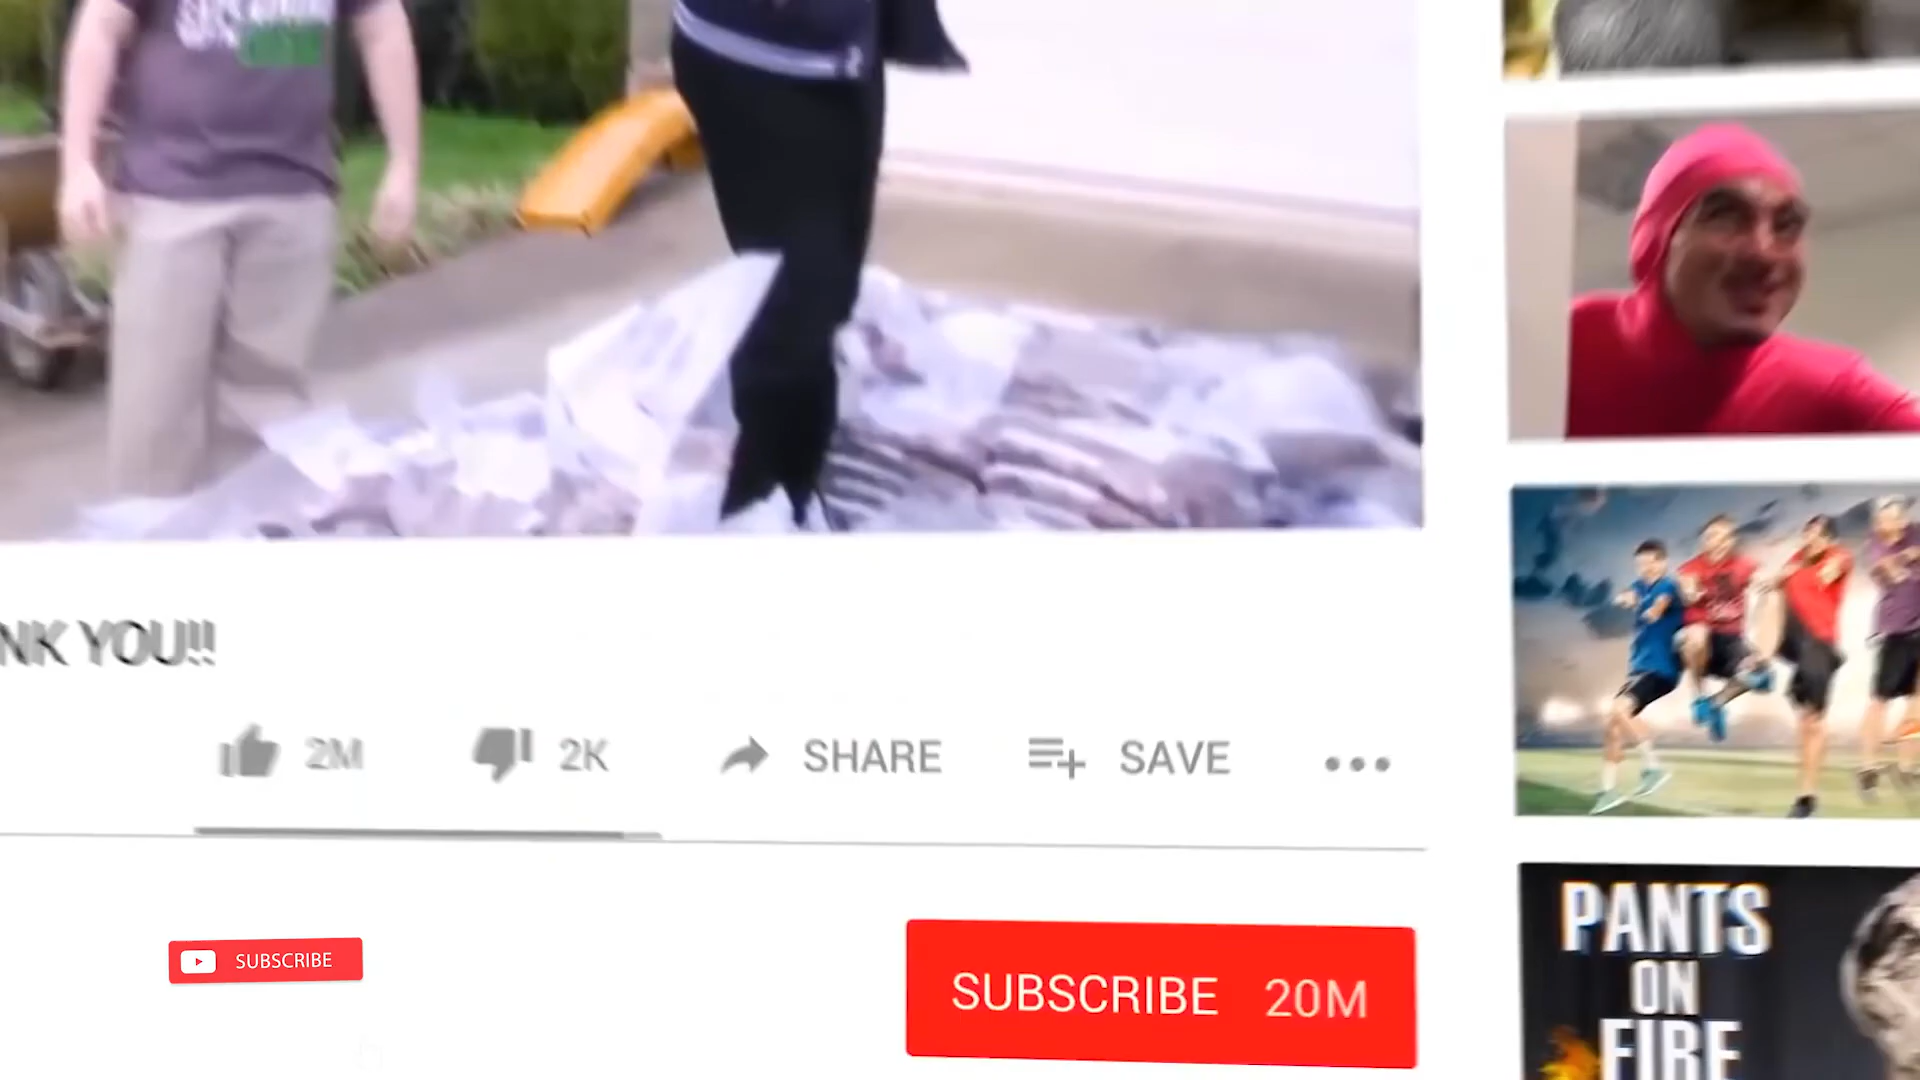 NK YOU!!
2M
2K
SHARE
SAVE
SUBSCRIBE
SUBSCRIBE 20M
PANTS
ON
FIRE